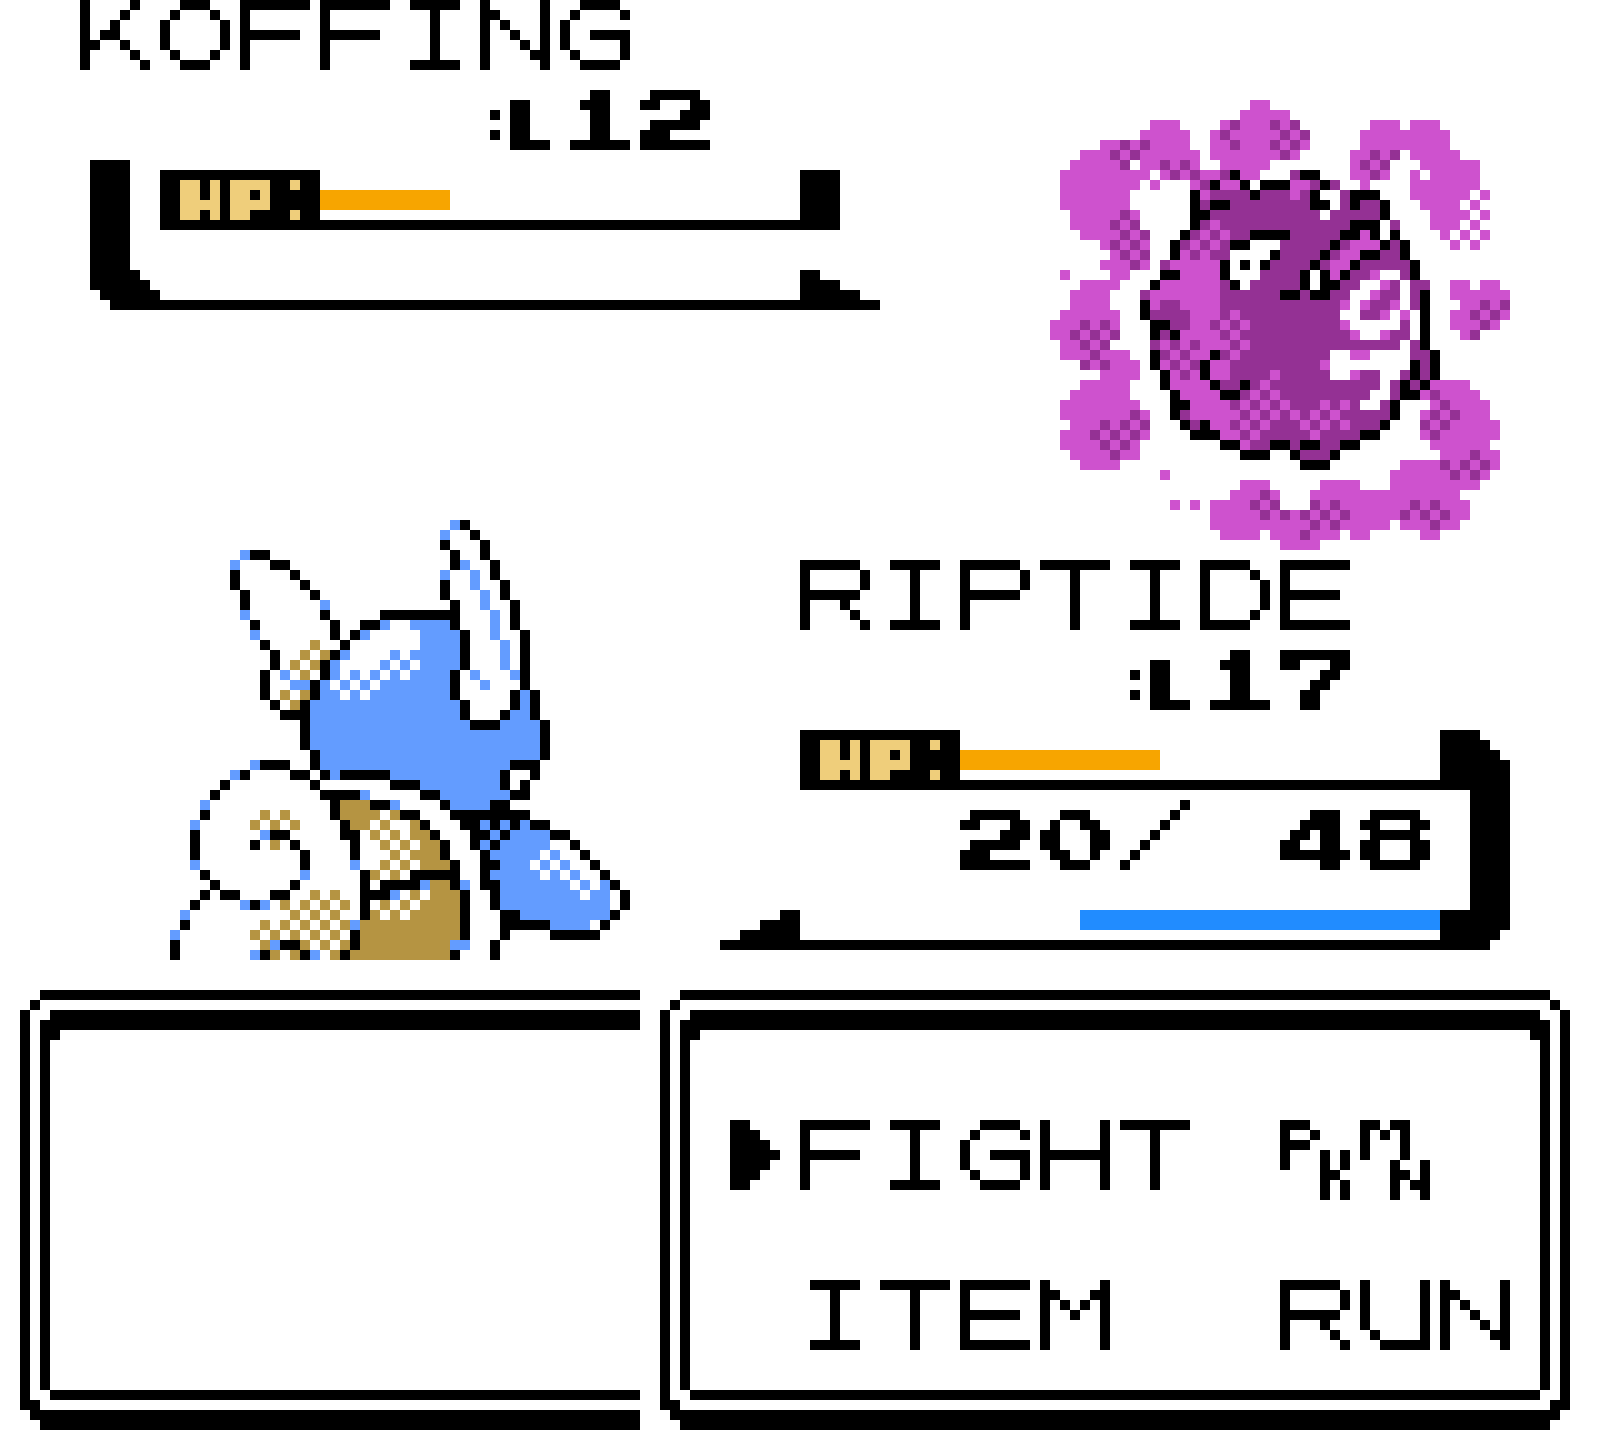 KOFFING
:L12
HP:
RIPTIDE
:L17
HP:
20/ 48
▶FIGHT PKMN
ITEM RUN